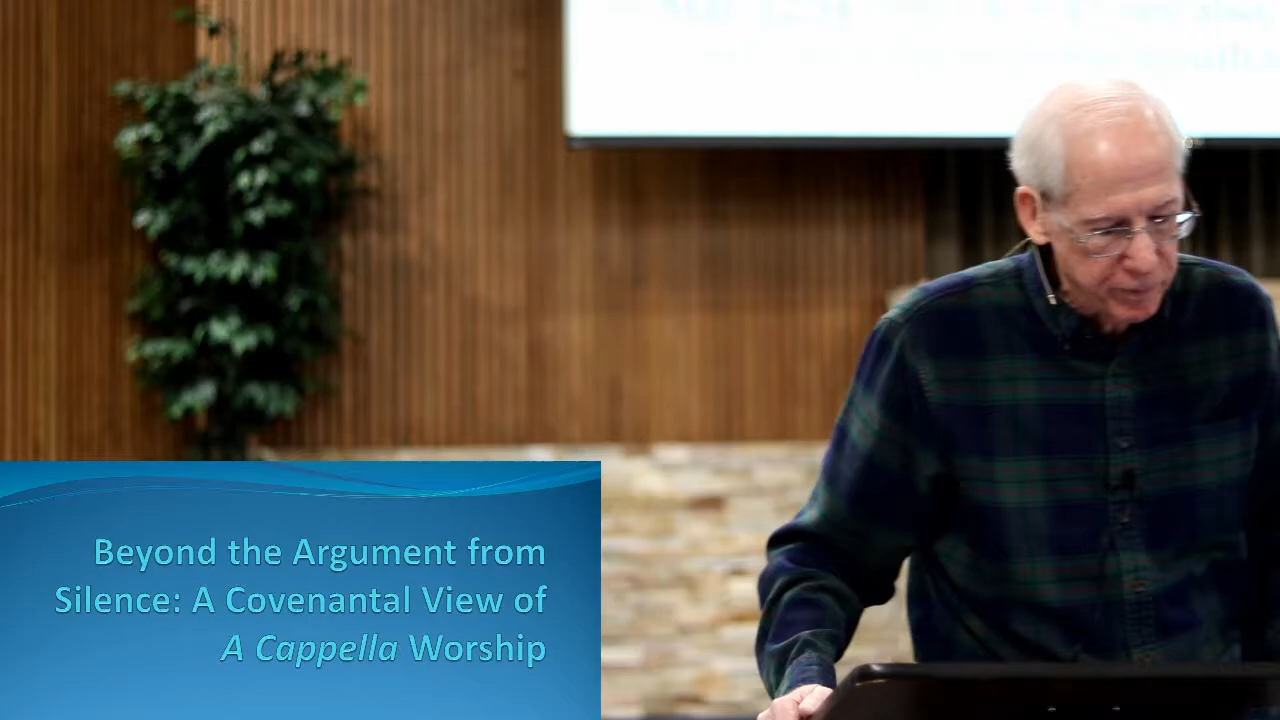 Beyond the Argument from
Silence: A Covenantal View of
A Cappella Worship